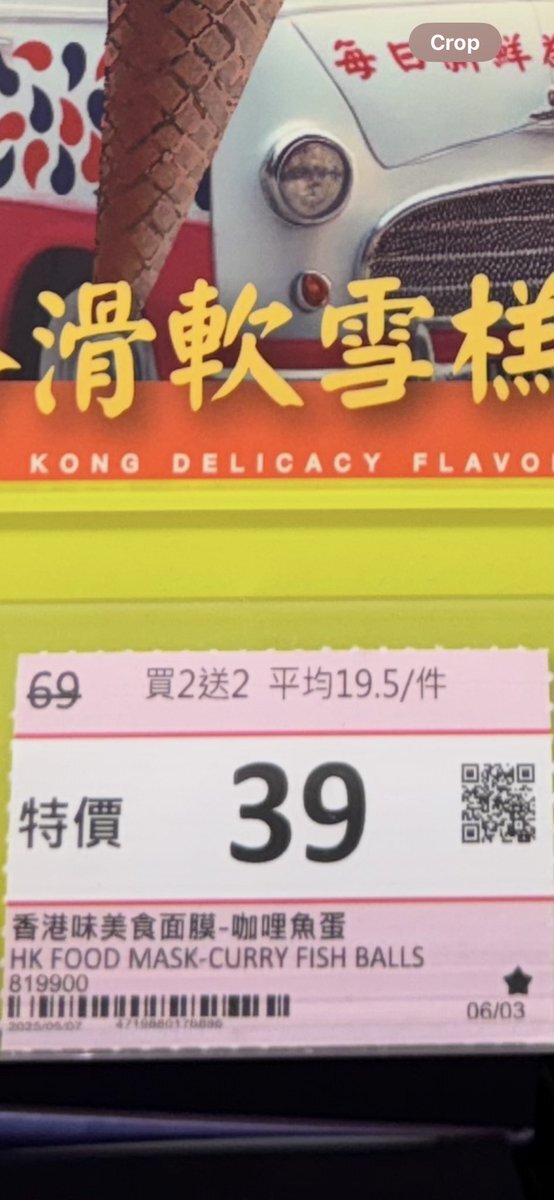 Crop
每日新鮮
滑軟雪糕
KONG DELICACY FLAVO
69 買2送2 平均19.5/件
特價 39
香港味美食面膜-咖哩魚蛋
HK FOOD MASK-CURRY FISH BALLS
819900
06/03
2025/05/07